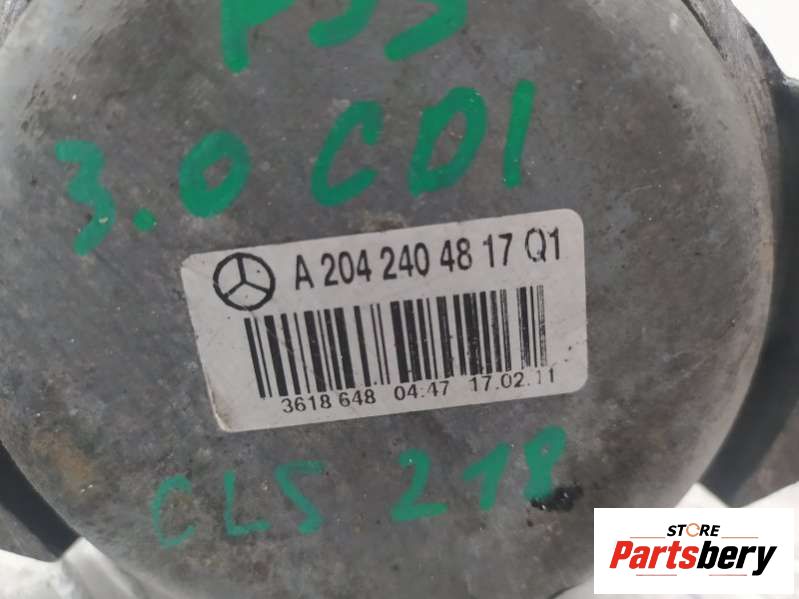 3.0 CDI
A 204 240 48 17 Q1
3618 648 04:47 17.02.11
CLS 218
STORE
Partsbery